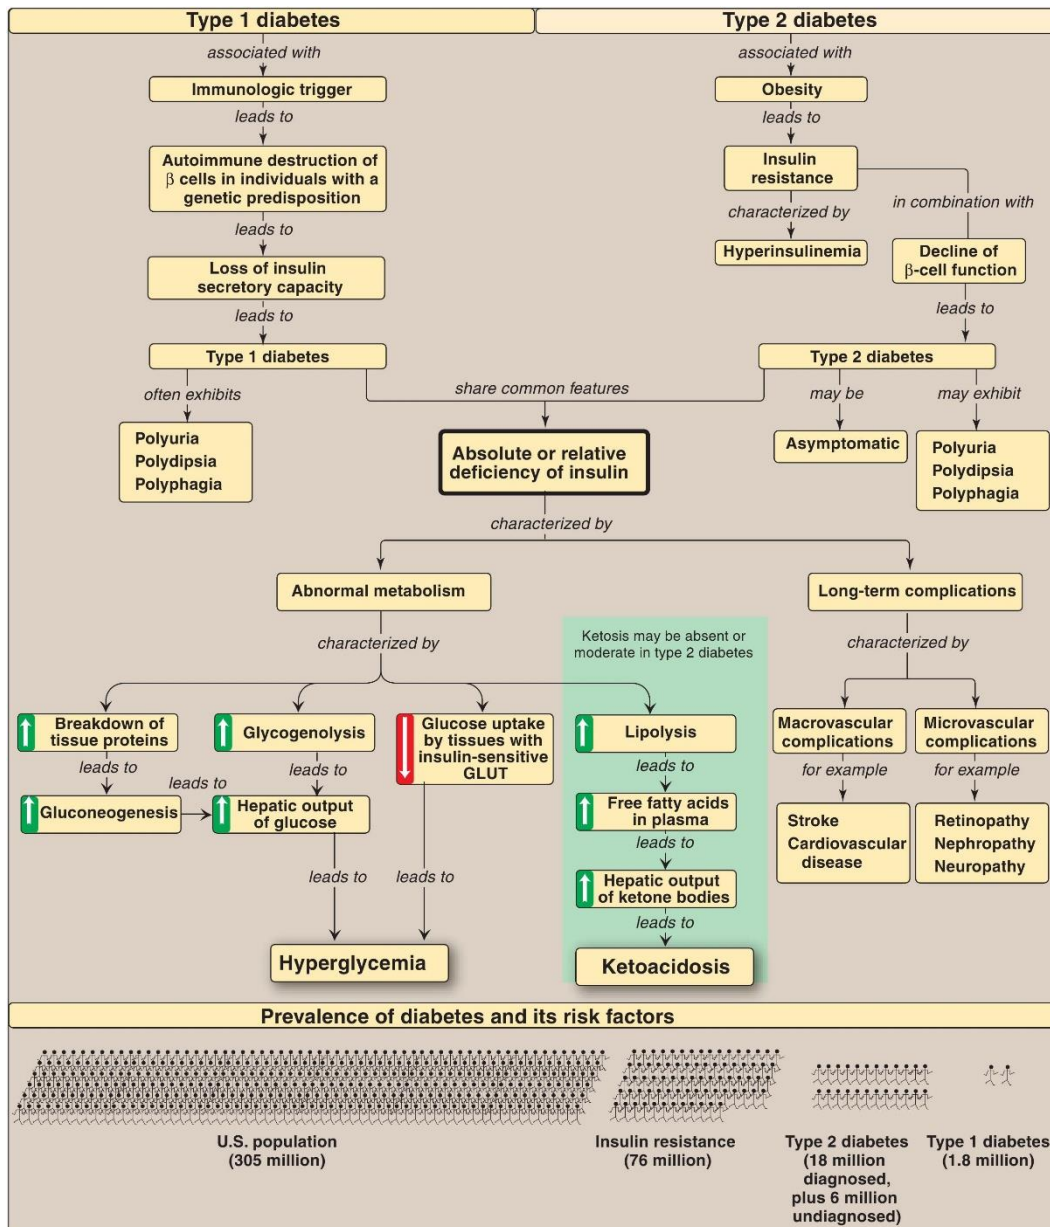 Type 1 diabetes
Type 2 diabetes
associated with
Immunologic trigger
leads to
Autoimmune destruction of
β cells in individuals with a
genetic predisposition
leads to
Loss of insulin
secretory capacity
leads to
Type 1 diabetes
often exhibits
Polyuria
Polydipsia
Polyphagia
associated with
Obesity
leads to
Insulin
resistance
characterized by
Hyperinsulinemia
in combination with
Decline of
β-cell function
leads to
Type 2 diabetes
may be
Asymptomatic
may exhibit
Polyuria
Polydipsia
Polyphagia
share common features
Absolute or relative
deficiency of insulin
characterized by
Abnormal metabolism
Long-term complications
characterized by
Breakdown of
tissue proteins
leads to
Gluconeogenesis
leads to
Glycogenolysis
leads to
Hepatic output
of glucose
leads to
Glucose uptake
by tissues with
insulin-sensitive
GLUT
leads to
Hyperglycemia
Ketosis may be absent or
moderate in type 2 diabetes
Lipolysis
leads to
Free fatty acids
in plasma
leads to
Hepatic output
of ketone bodies
leads to
Ketoacidosis
characterized by
Macrovascular
complications
for example
Stroke
Cardiovascular
disease
Microvascular
complications
for example
Retinopathy
Nephropathy
Neuropathy
Prevalence of diabetes and its risk factors
U.S. population
(305 million)
Insulin resistance
(76 million)
Type 2 diabetes
(18 million
diagnosed,
plus 6 million
undiagnosed)
Type 1 diabetes
(1.8 million)